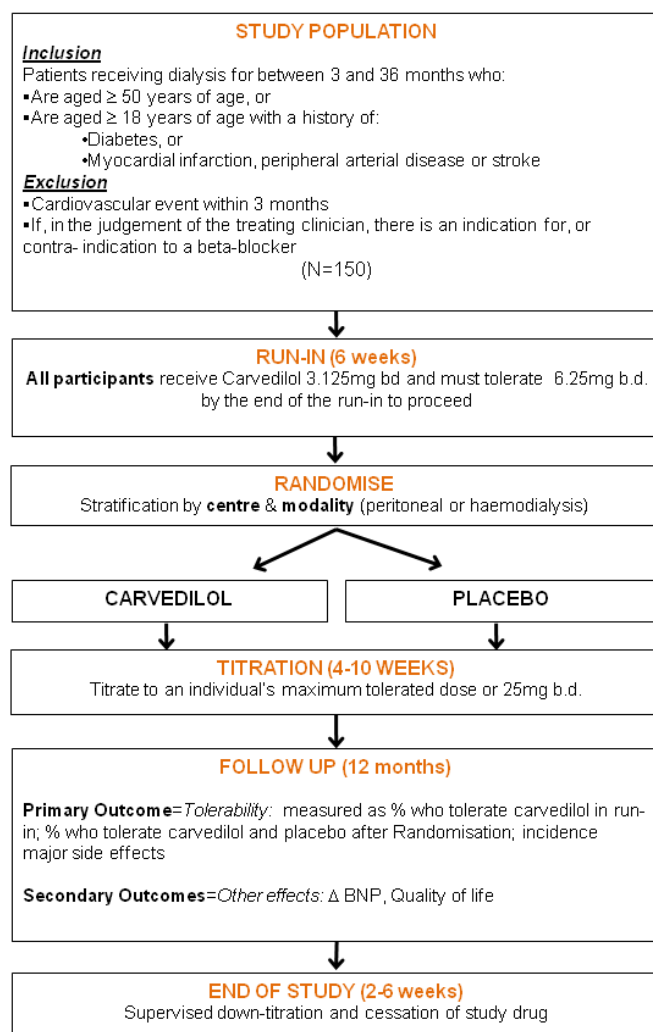 STUDY POPULATION
Inclusion
Patients receiving dialysis for between 3 and 36 months who:
▪Are aged ≥ 50 years of age, or
▪Are aged ≥ 18 years of age with a history of:
•Diabetes, or
•Myocardial infarction, peripheral arterial disease or stroke
Exclusion
▪Cardiovascular event within 3 months
▪If, in the judgement of the treating clinician, there is an indication for, or
contra- indication to a beta-blocker
(N=150)
RUN-IN (6 weeks)
All participants receive Carvedilol 3.125mg bd and must tolerate 6.25mg b.d.
by the end of the run-in to proceed
RANDOMISE
Stratification by centre & modality (peritoneal or haemodialysis)
CARVEDILOL
PLACEBO
TITRATION (4-10 WEEKS)
Titrate to an individual's maximum tolerated dose or 25mg b.d.
FOLLOW UP (12 months)
Primary Outcome=Tolerability: measured as % who tolerate carvedilol in run-
in; % who tolerate carvedilol and placebo after Randomisation; incidence
major side effects
Secondary Outcomes=Other effects: Δ BNP, Quality of life
END OF STUDY (2-6 weeks)
Supervised down-titration and cessation of study drug